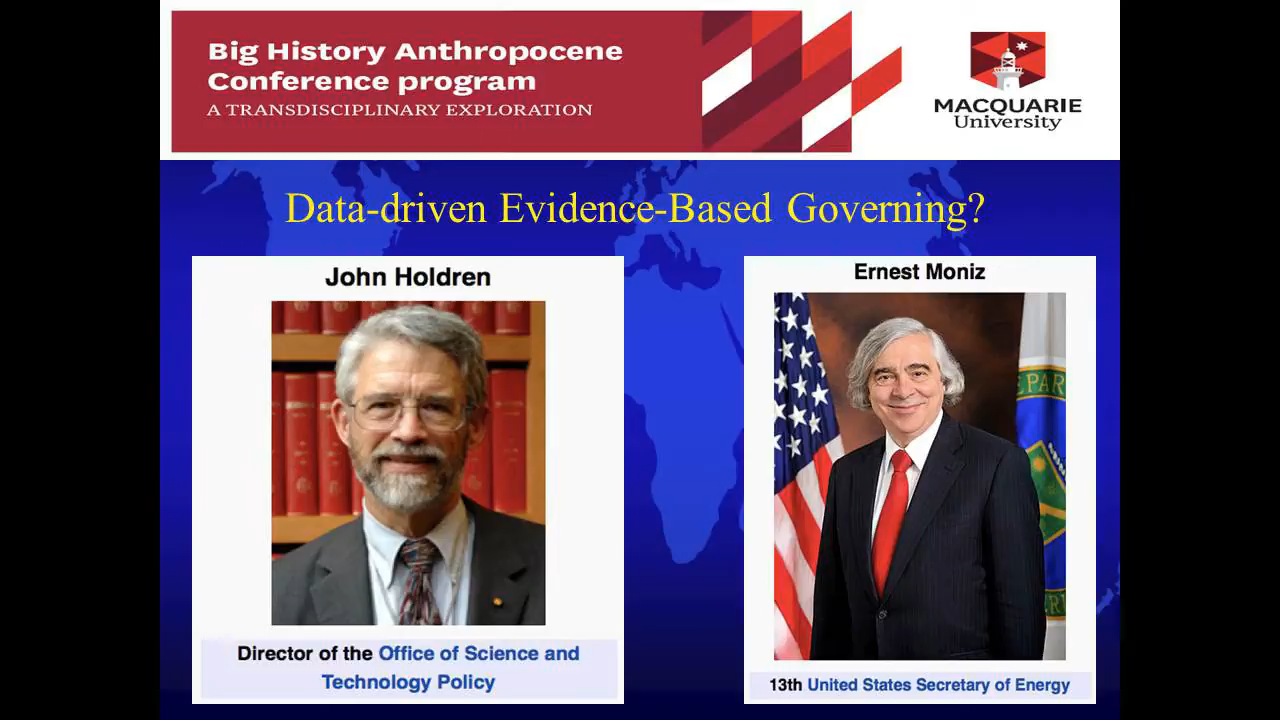 Big History Anthropocene
Conference program
A TRANSDISCIPLINARY EXPLORATION
MACQUARIE
University
Data-driven Evidence-Based Governing?
John Holdren
Director of the Office of Science and
Technology Policy
Ernest Moniz
13th United States Secretary of Energy